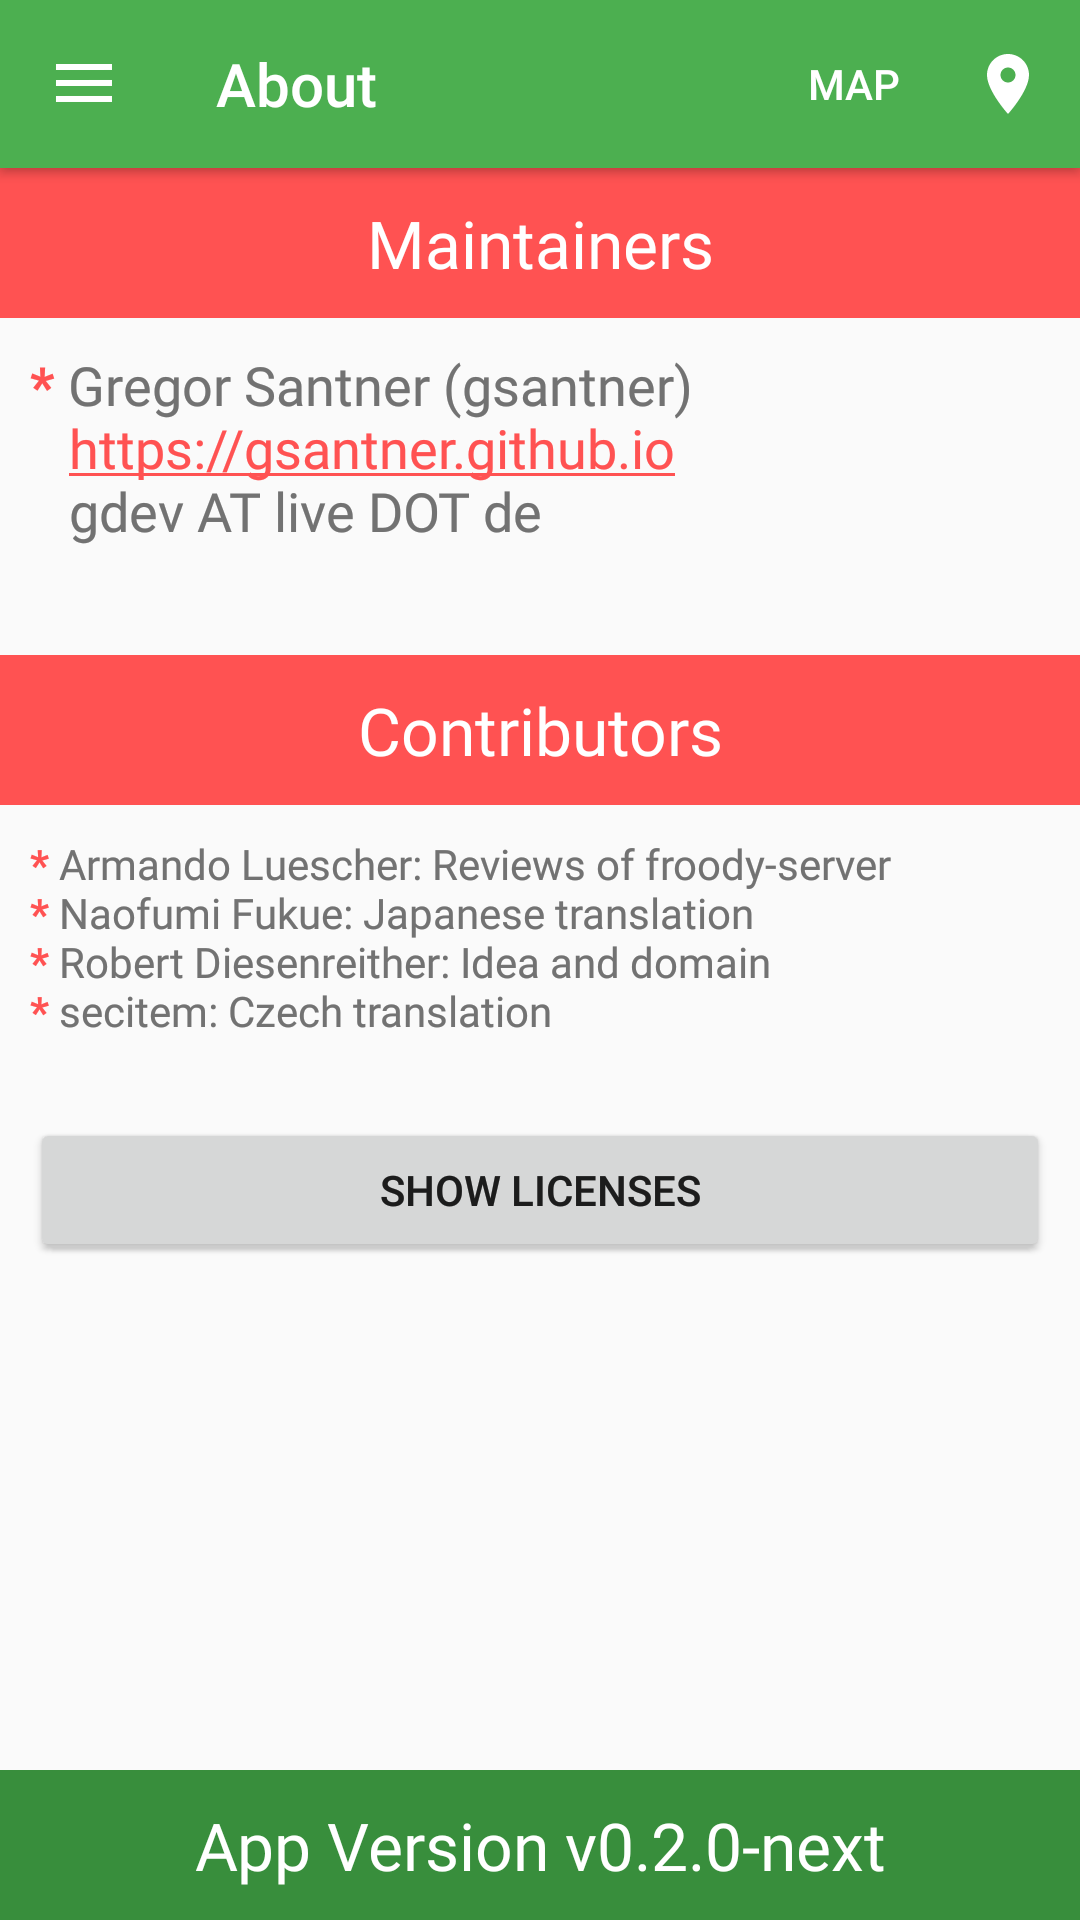 About
MAP
Maintainers
* Gregor Santner (gsantner)
https://gsantner.github.io
gdev AT live DOT de
Contributors
* Armando Luescher: Reviews of froody-server
* Naofumi Fukue: Japanese translation
* Robert Diesenreither: Idea and domain
* secitem: Czech translation
SHOW LICENSES
App Version v0.2.0-next